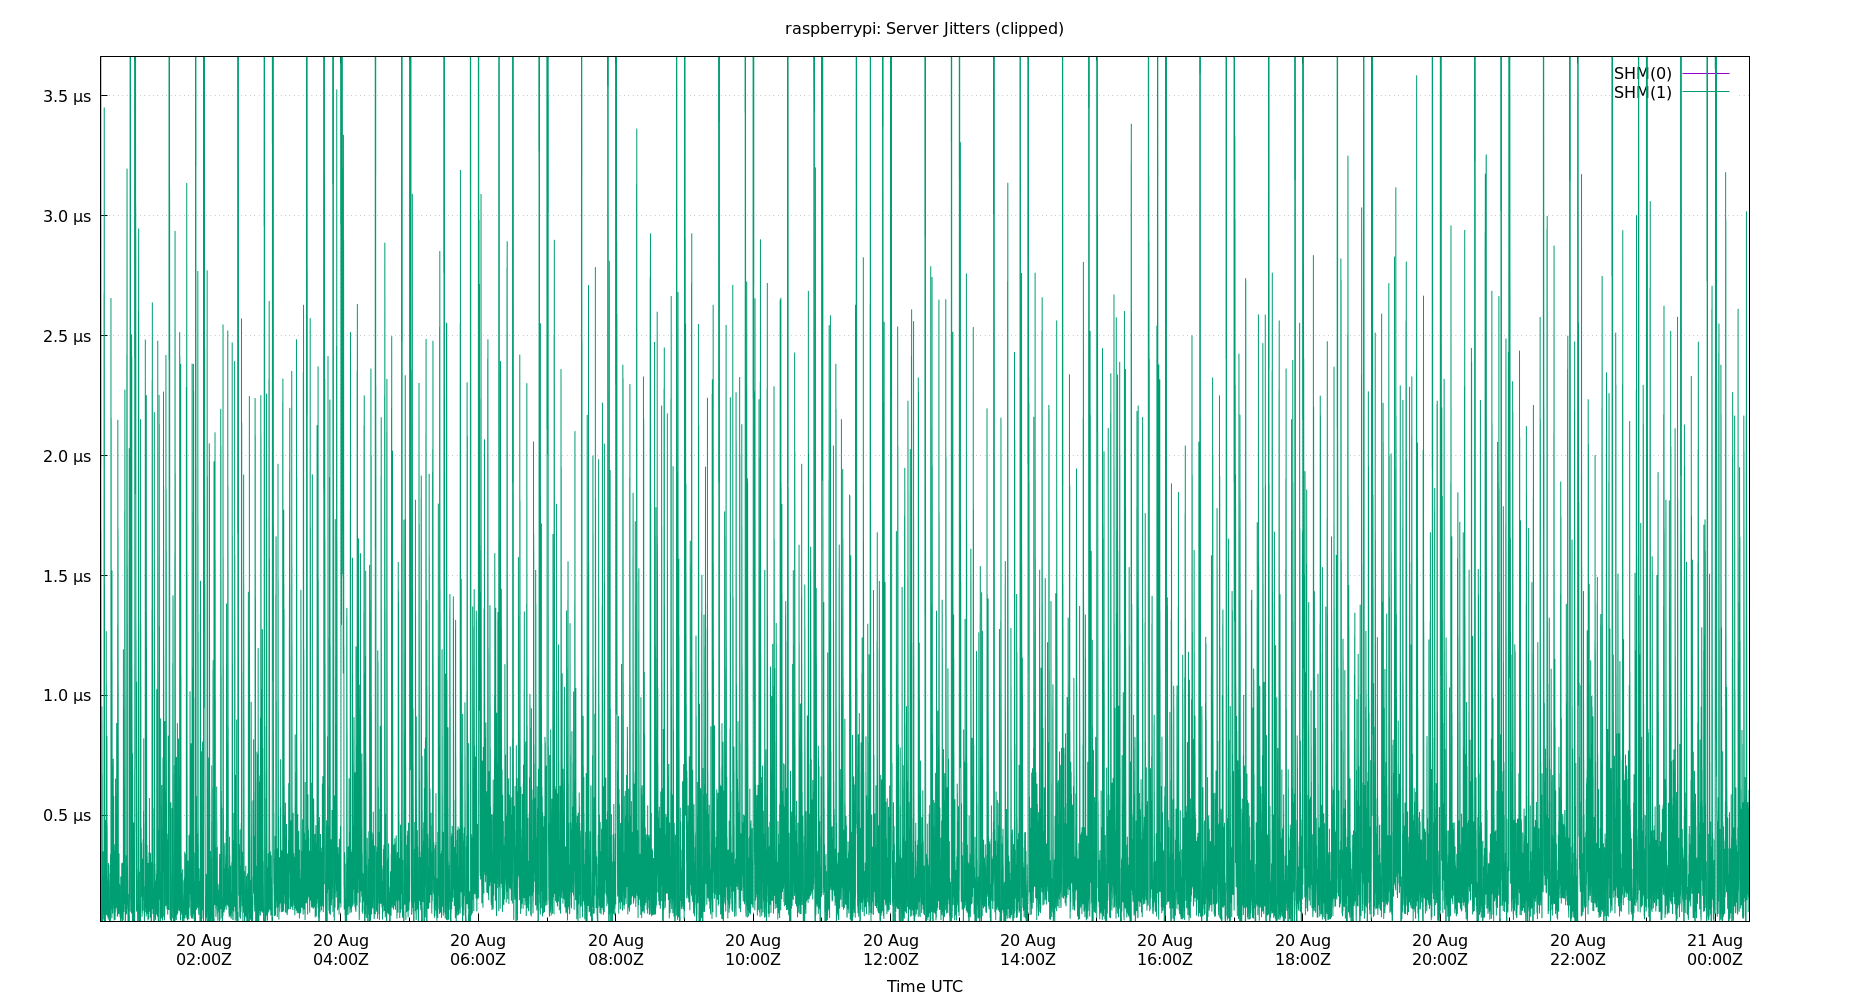 raspberrypi: Server Jitters (clipped)
SHM(0)
SHM(1)
3.5 µs
3.0 µs
2.5 µs
2.0 µs
1.5 µs
1.0 µs
0.5 µs
20 Aug 20 Aug 20 Aug 20 Aug 20 Aug 20 Aug 20 Aug 20 Aug 20 Aug 20 Aug 20 Aug 21 Aug
02:00Z 04:00Z 06:00Z 08:00Z 10:00Z 12:00Z 14:00Z 16:00Z 18:00Z 20:00Z 22:00Z 00:00Z
Time UTC